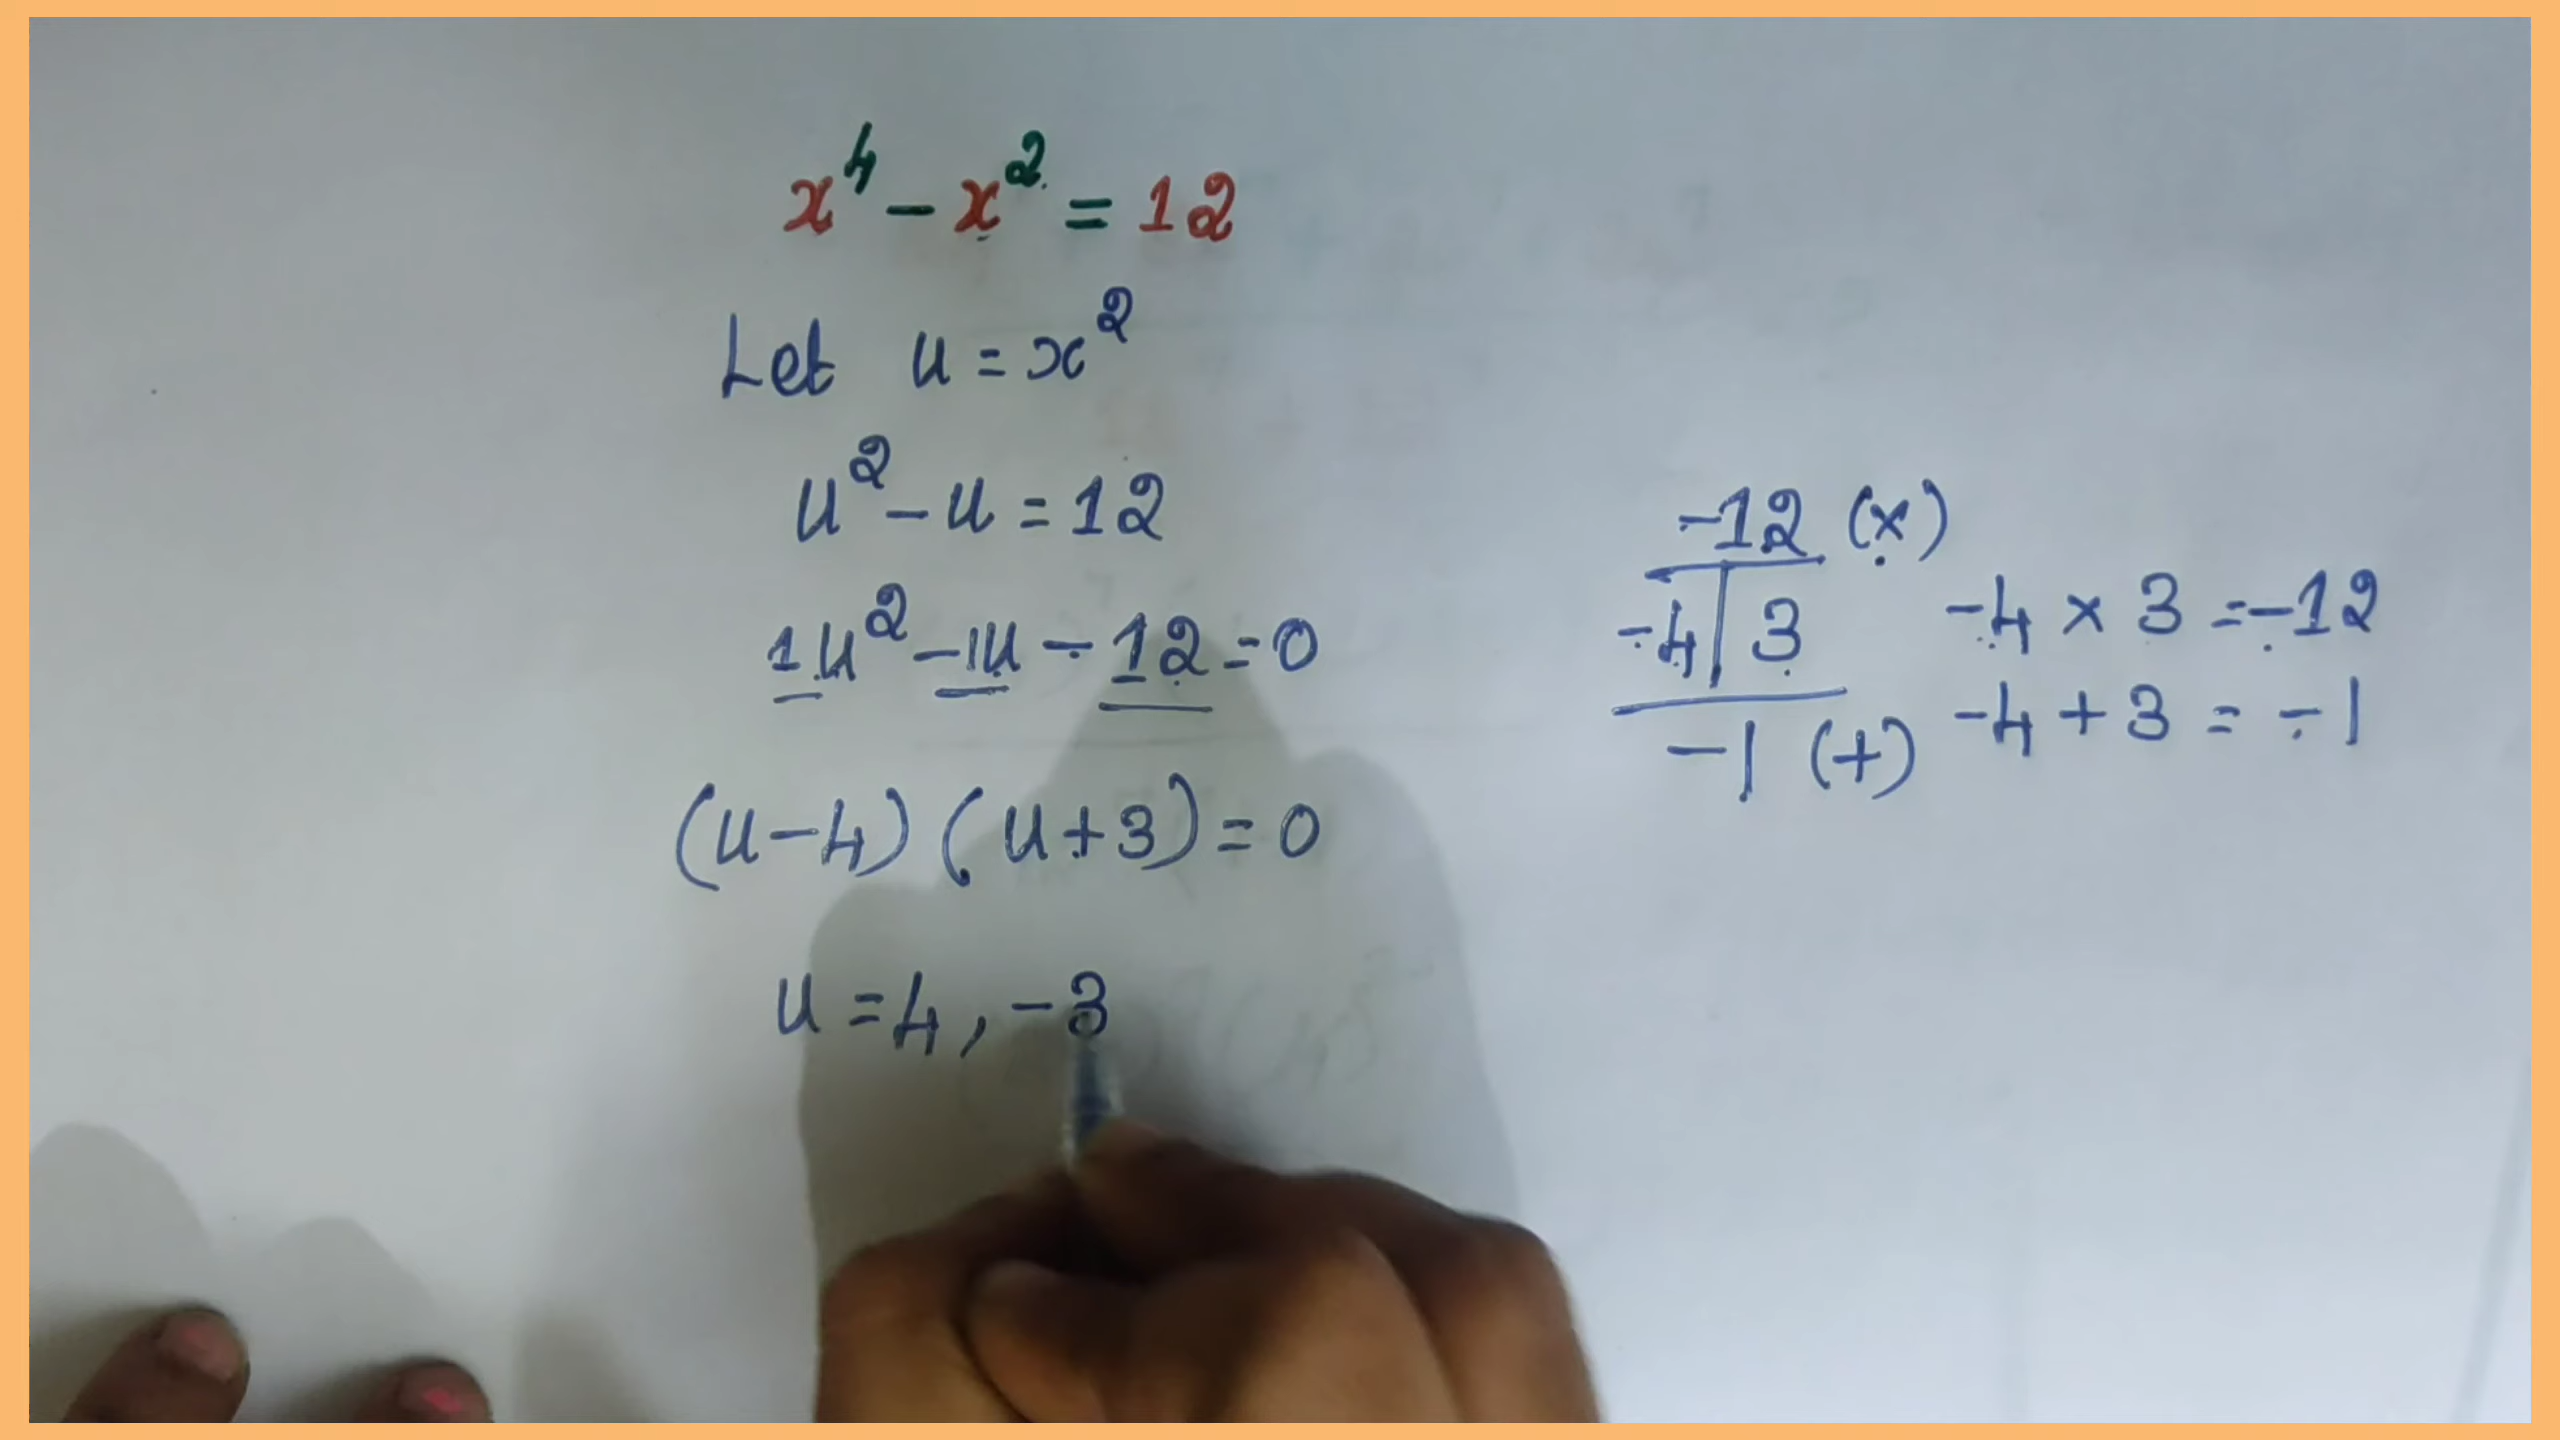 x⁴ - x² = 12
Let u = x²
u² - u = 12
1u² - 1u - 12 = 0
(u - 4) (u + 3) = 0
u = 4, -3
-12 (x)
-4 | 3
-1 (+)
-4 × 3 = -12
-4 + 3 = -1